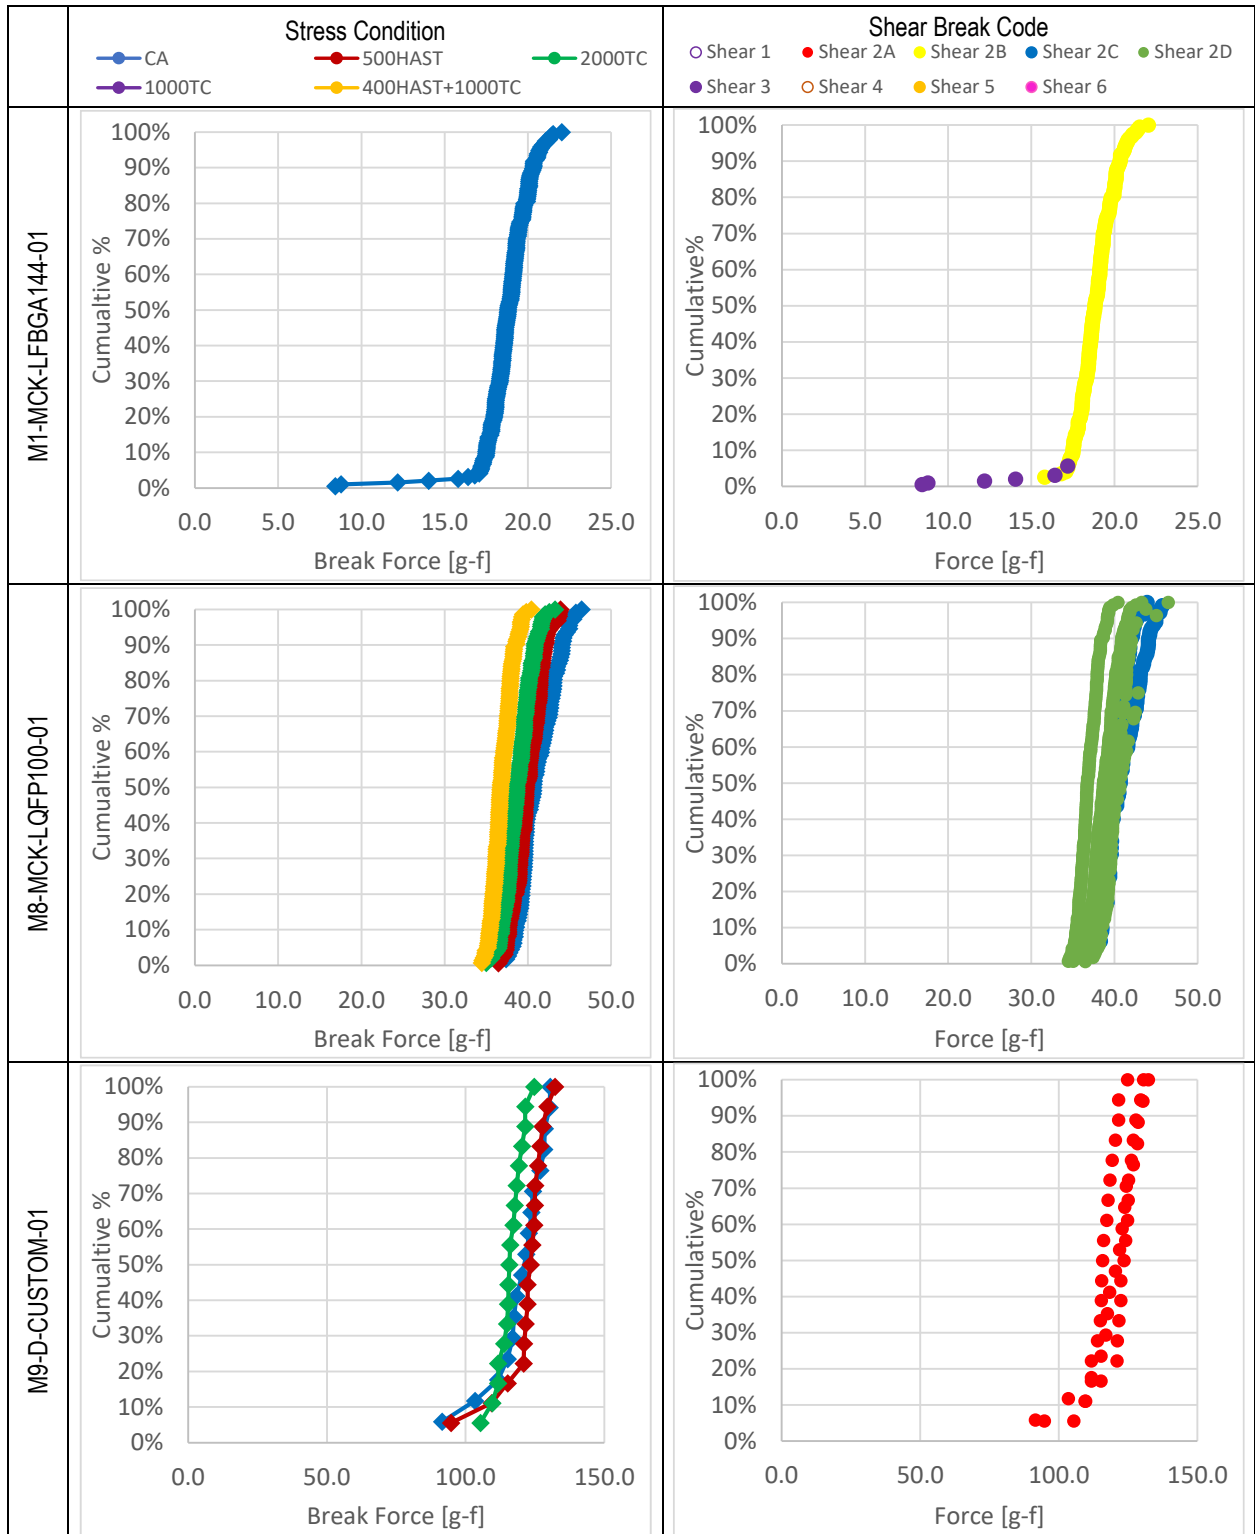 Stress Condition
CA 500HAST 2000TC
1000TC 400HAST+1000TC
Shear Break Code
Shear 1 Shear 2A Shear 2B Shear 2C Shear 2D
Shear 3 Shear 4 Shear 5 Shear 6
M1-MCK-LFBGA144-01
Cumualtive %
100%
90%
80%
70%
60%
50%
40%
30%
20%
10%
0%
0.0 5.0 10.0 15.0 20.0 25.0
Break Force [g-f]
Cumulative%
100%
90%
80%
70%
60%
50%
40%
30%
20%
10%
0%
0.0 5.0 10.0 15.0 20.0 25.0
Force [g-f]
M8-MCK-LQFP100-01
Cumualtive %
100%
90%
80%
70%
60%
50%
40%
30%
20%
10%
0%
0.0 10.0 20.0 30.0 40.0 50.0
Break Force [g-f]
Cumulative%
100%
90%
80%
70%
60%
50%
40%
30%
20%
10%
0%
0.0 10.0 20.0 30.0 40.0 50.0
Force [g-f]
M9-D-CUSTOM-01
Cumualtive %
100%
90%
80%
70%
60%
50%
40%
30%
20%
10%
0%
0.0 50.0 100.0 150.0
Break Force [g-f]
Cumulative%
100%
90%
80%
70%
60%
50%
40%
30%
20%
10%
0%
0.0 50.0 100.0 150.0
Force [g-f]